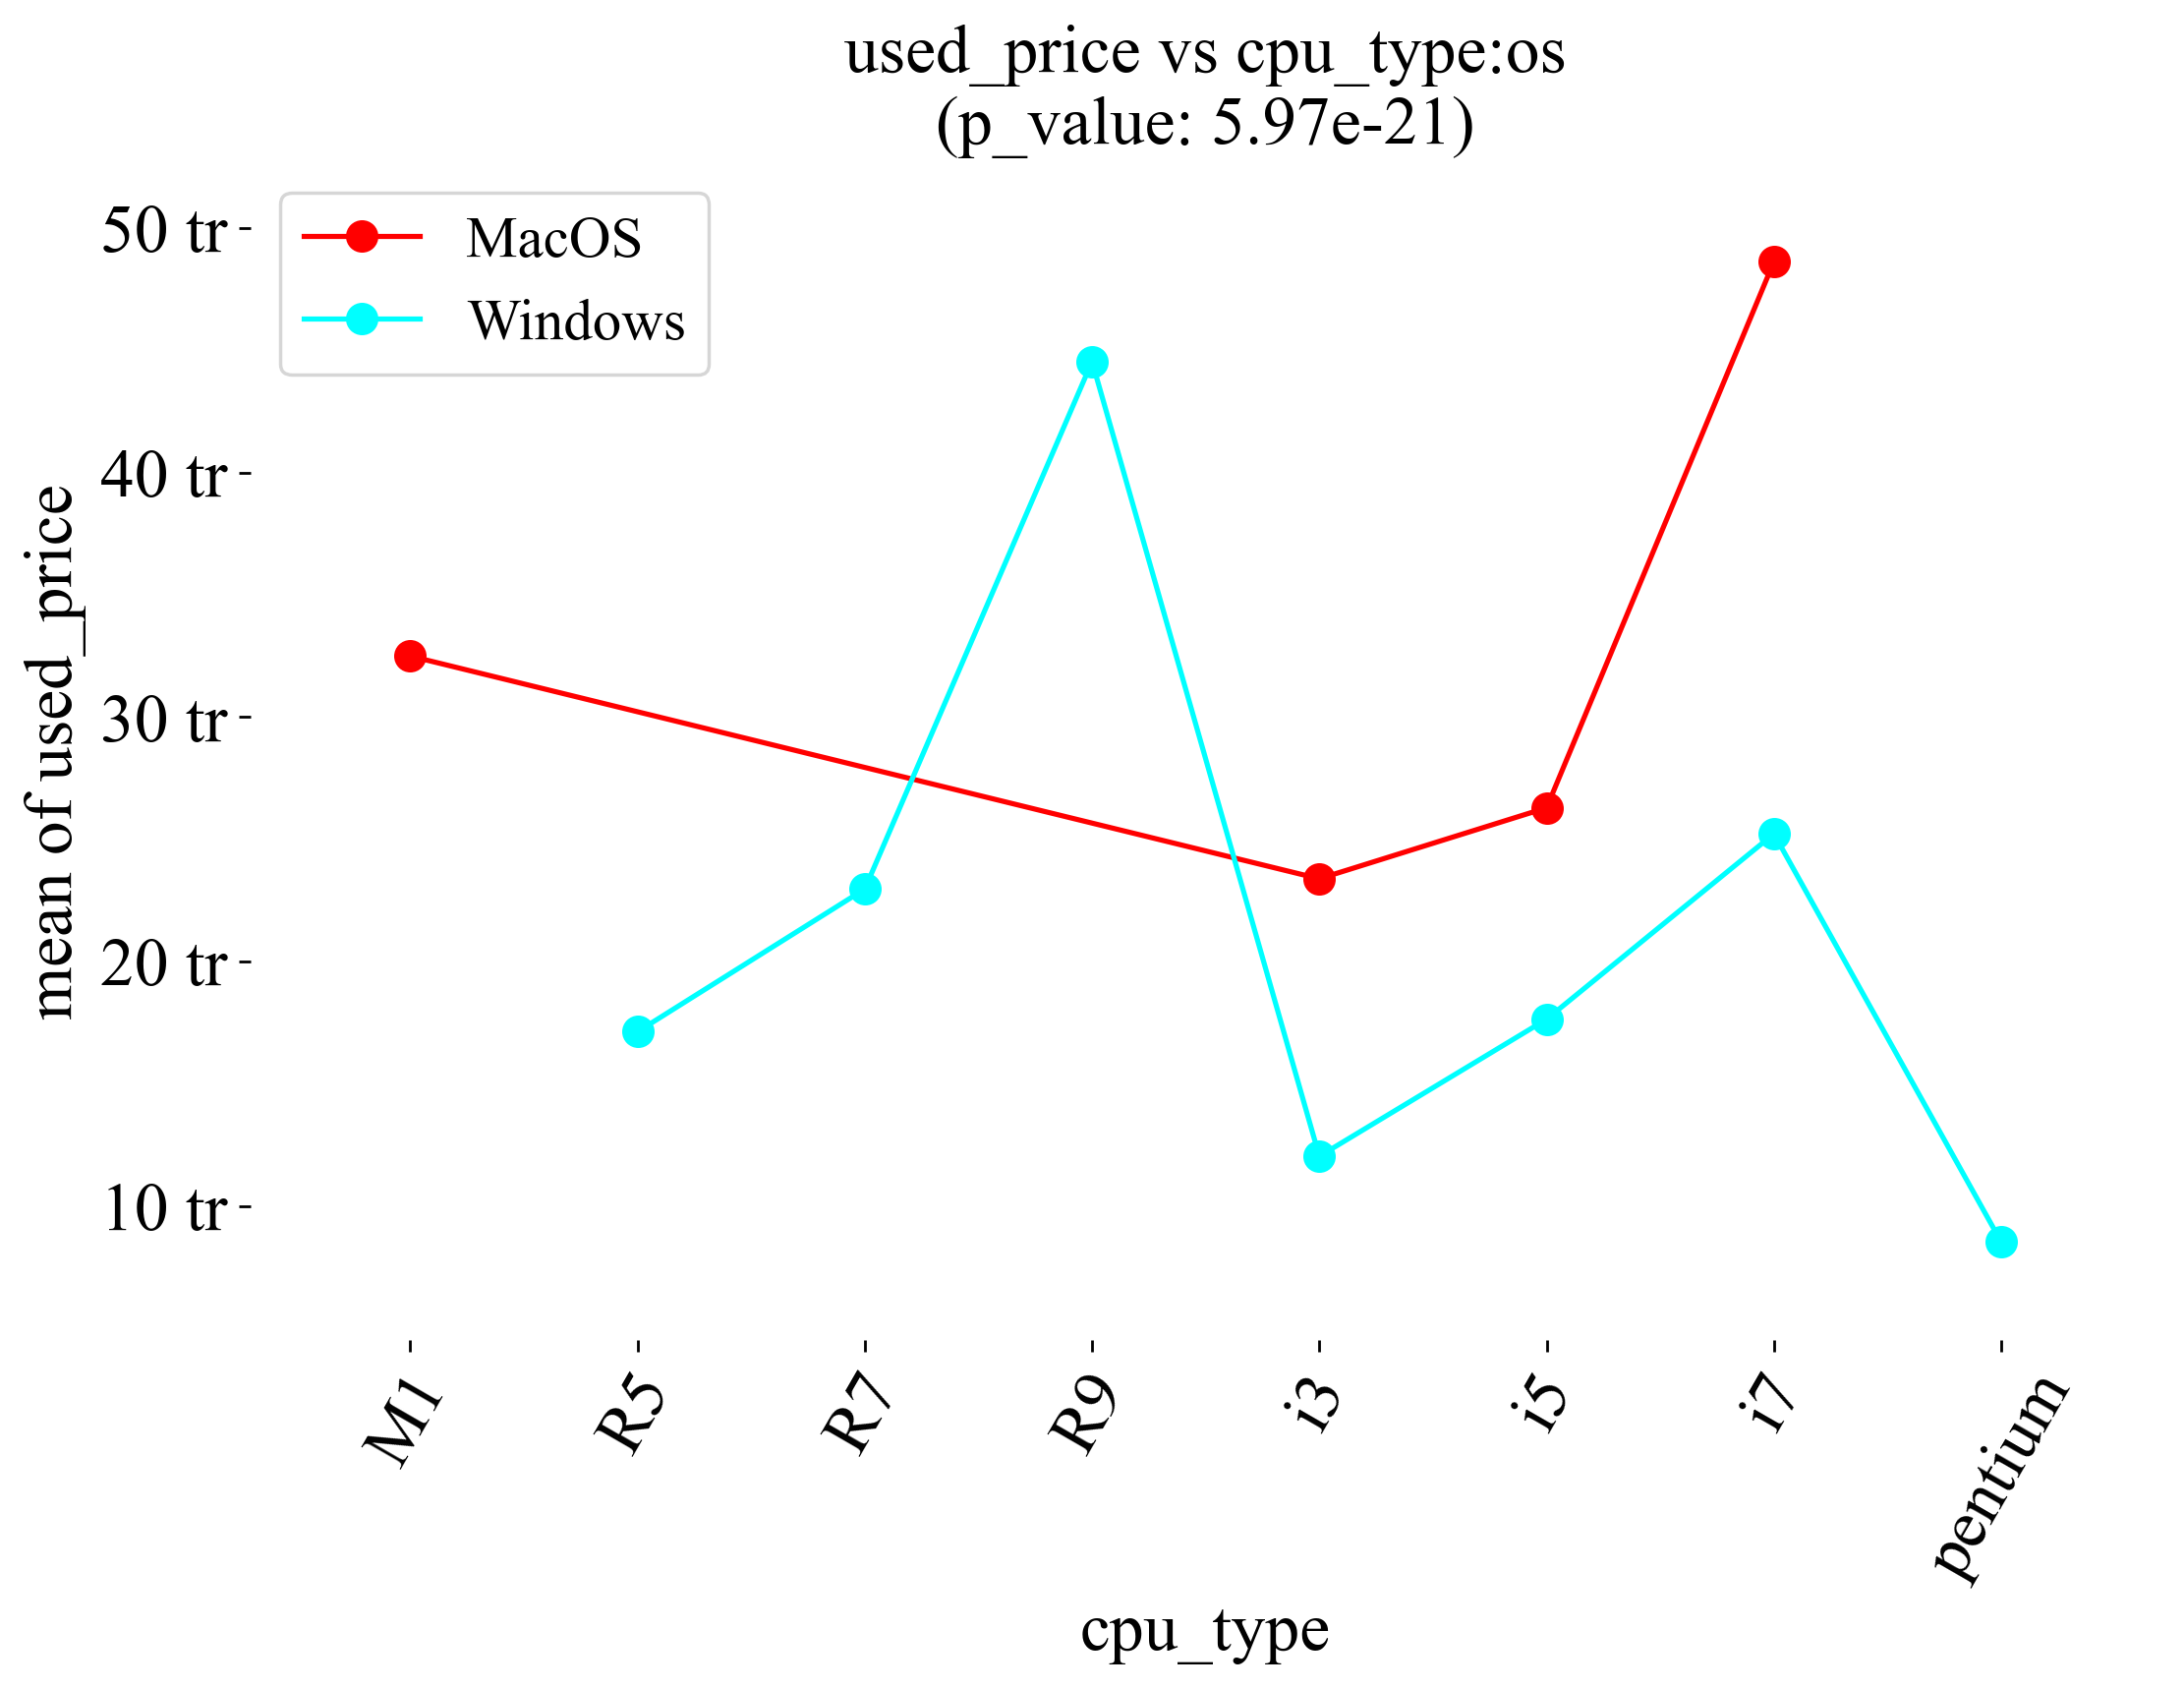 used_price vs cpu_type:os
(p_value: 5.97e-21)
MacOS
Windows
50 tr
40 tr
30 tr
20 tr
10 tr
mean of used_price
M1
R5
R7
R9
i3
i5
i7
pentium
cpu_type